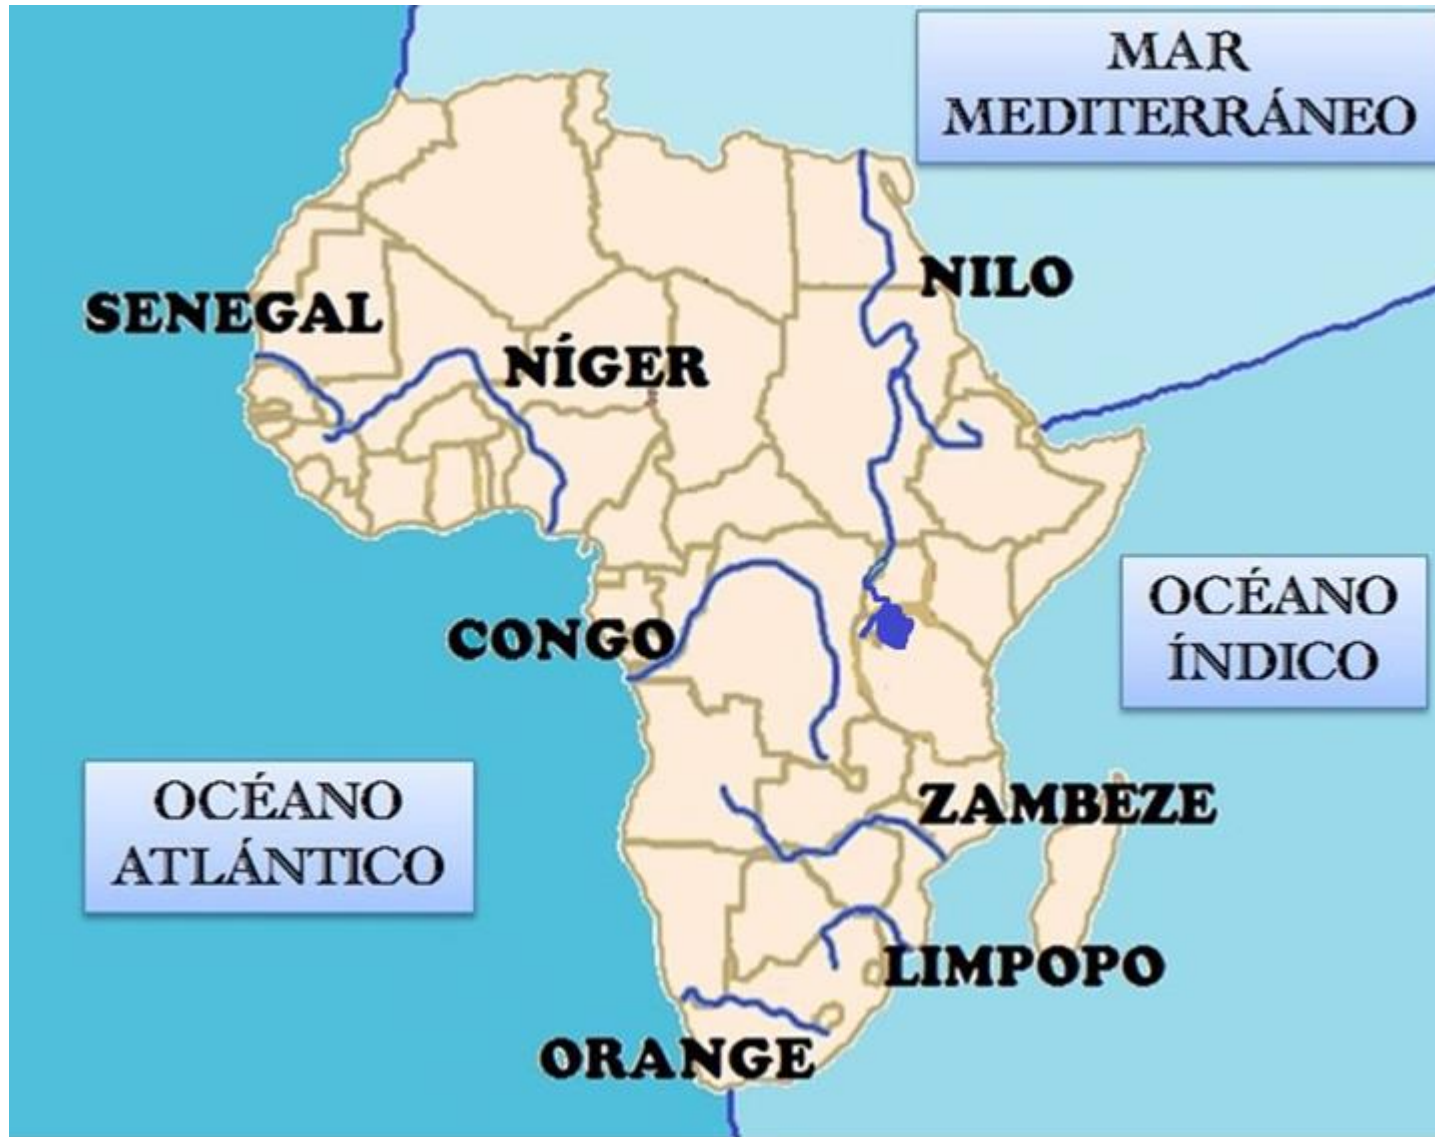 MAR
MEDITERRÁNEO
NILO
SENEGAL
NÍGER
OCÉANO
ÍNDICO
CONGO
OCÉANO
ATLÁNTICO
ZAMBEZE
LIMPOPO
ORANGE